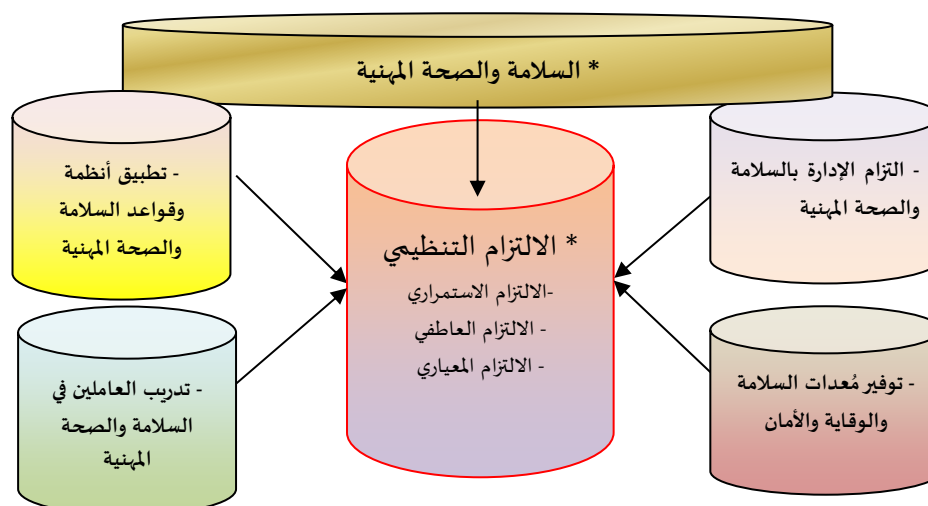 * السلامة والصحة المهنية
- التزام الإدارة بالسلامة
والصحة المهنية
- تطبيق أنظمة
وقواعد السلامة
والصحة المهنية
* الالتزام التنظيمي
-الالتزام الاستمراري
- الالتزام العاطفي
- الالتزام المعياري
- توفير مُعدات السلامة
والوقاية والأمان
- تدريب العاملين في
السلامة والصحة
المهنية